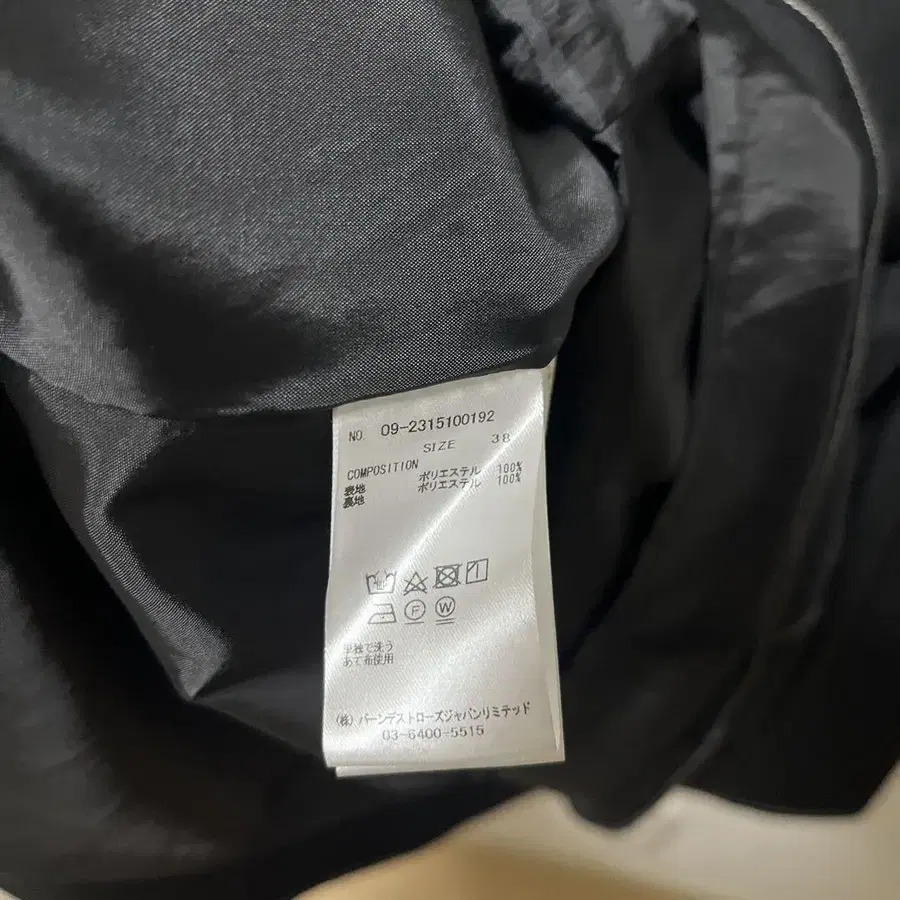 NO. 09-2315100192
SIZE 38
COMPOSITION
表地 ポリエステル 100%
裏地 ポリエステル 100%
F W
単独で洗う
あて布使用
(株) バーンデストローズジャパンリミテッド
03-6400-5515